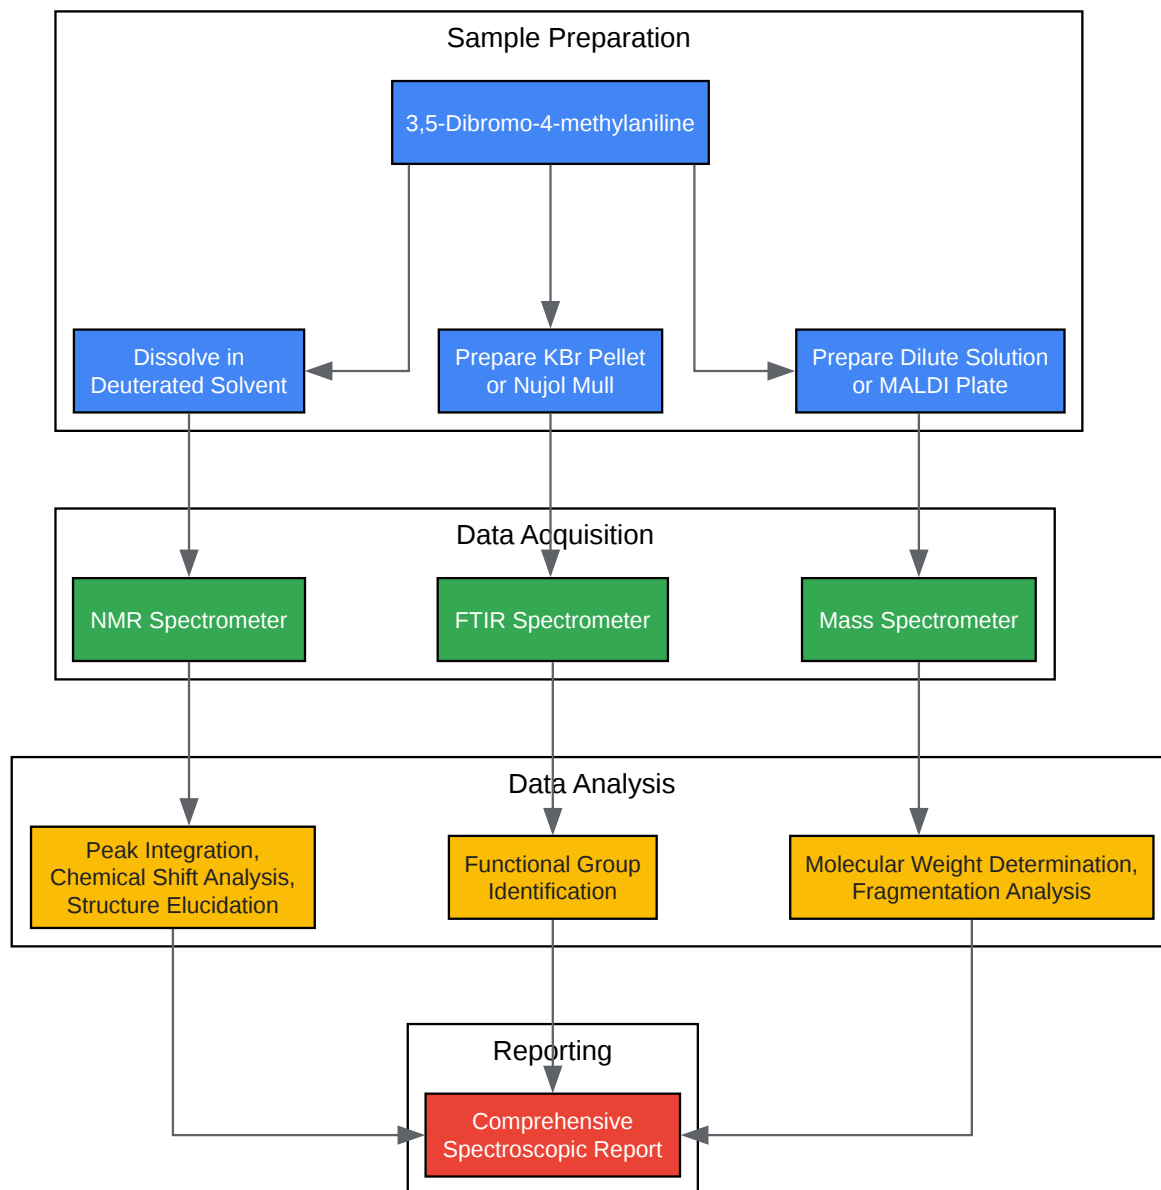 Sample Preparation
3,5-Dibromo-4-methylaniline
Dissolve in
Deuterated Solvent
Prepare KBr Pellet
or Nujol Mull
Prepare Dilute Solution
or MALDI Plate
Data Acquisition
NMR Spectrometer
FTIR Spectrometer
Mass Spectrometer
Data Analysis
Peak Integration,
Chemical Shift Analysis,
Structure Elucidation
Functional Group
Identification
Molecular Weight Determination,
Fragmentation Analysis
Reporting
Comprehensive
Spectroscopic Report